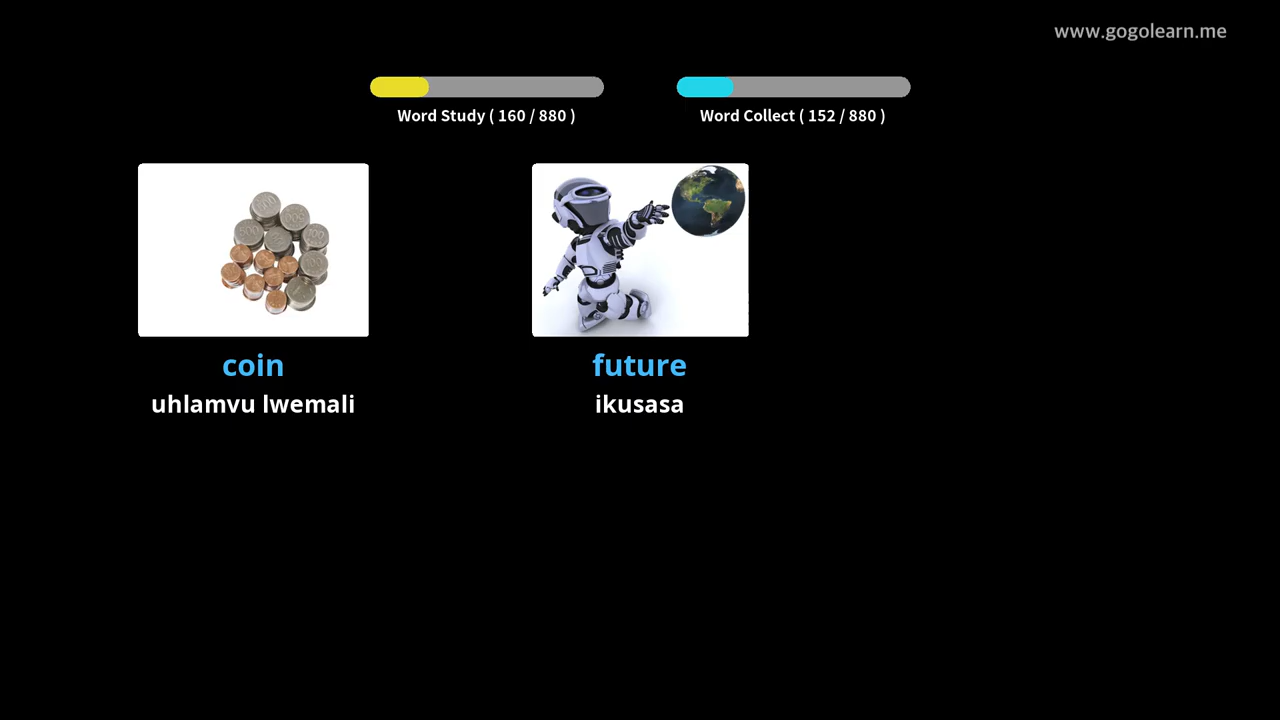 www.gogolearn.me
Word Study ( 160 / 880 )
Word Collect ( 152 / 880 )
coin
uhlamvu lwemali
future
ikusasa